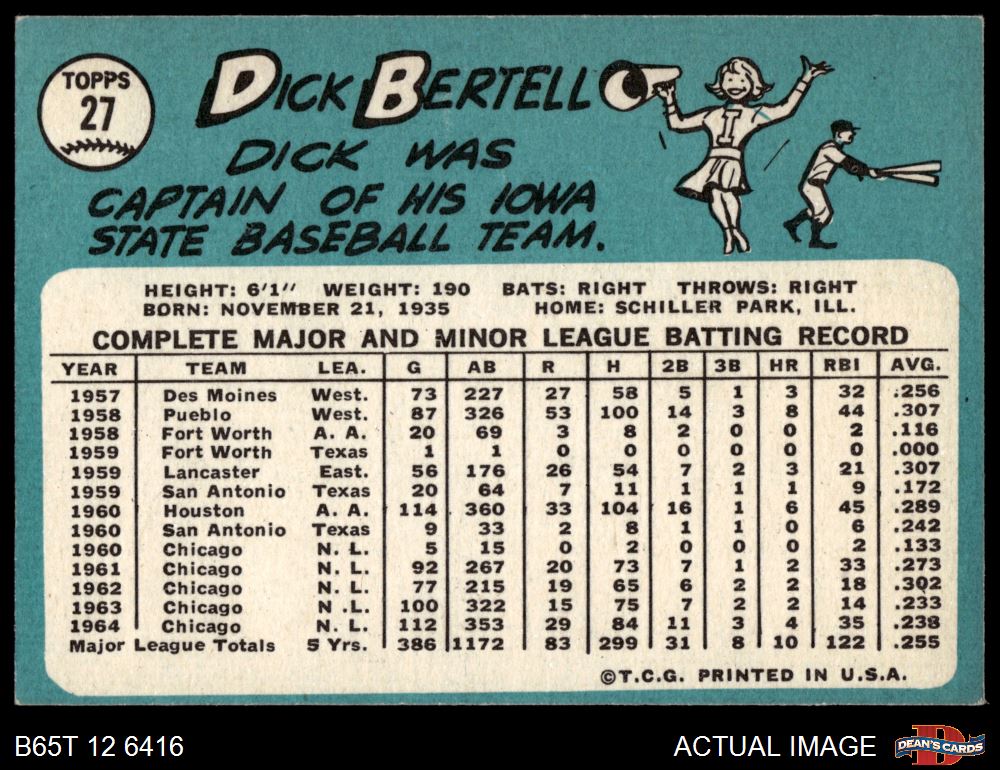 TOPPS
27
DICK BERTELL
DICK WAS
CAPTAIN OF HIS IOWA
STATE BASEBALL TEAM.
I
HEIGHT: 6'1" WEIGHT: 190 BATS: RIGHT THROWS: RIGHT
BORN: NOVEMBER 21, 1935 HOME: SCHILLER PARK, ILL.
COMPLETE MAJOR AND MINOR LEAGUE BATTING RECORD
YEAR TEAM LEA. G AB R H 2B 3B HR RBI AVG.
1957 Des Moines West. 73 227 27 58 5 1 3 32 .256
1958 Pueblo West. 87 326 53 100 14 3 8 44 .307
1958 Fort Worth A. A. 20 69 3 8 2 0 0 2 .116
1959 Fort Worth Texas 1 1 0 0 0 0 0 0 .000
1959 Lancaster East. 56 176 26 54 7 2 3 21 .307
1959 San Antonio Texas 20 64 7 11 1 1 1 9 .172
1960 Houston A. A. 114 360 33 104 16 1 6 45 .289
1960 San Antonio Texas 9 33 2 8 1 1 0 6 .242
1960 Chicago N. L. 5 15 0 2 0 0 0 2 .133
1961 Chicago N. L. 92 267 20 73 7 1 2 33 .273
1962 Chicago N. L. 77 215 19 65 6 2 2 18 .302
1963 Chicago N .L. 100 322 15 75 7 2 2 14 .233
1964 Chicago N. L. 112 353 29 84 11 3 4 35 .238
Major League Totals 5 Yrs. 386 1172 83 299 31 8 10 122 .255
©T.C.G. PRINTED IN U.S.A.
B65T 12 6416 ACTUAL IMAGE D DEAN'S CARDS